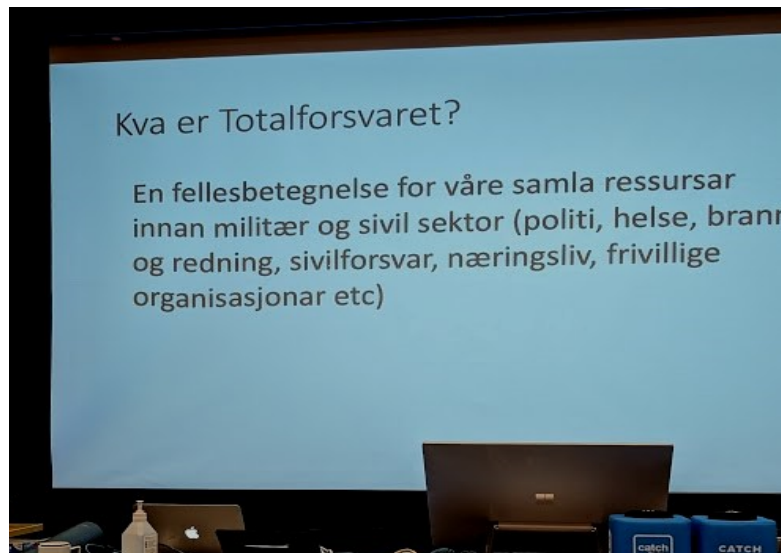 Kva er Totalforsvaret?
En fellesbetegnelse for våre samla ressursar
innan militær og sivil sektor (politi, helse, brann
og redning, sivilforsvar, næringsliv, frivillige
organisasjonar etc)
catch
CATCH